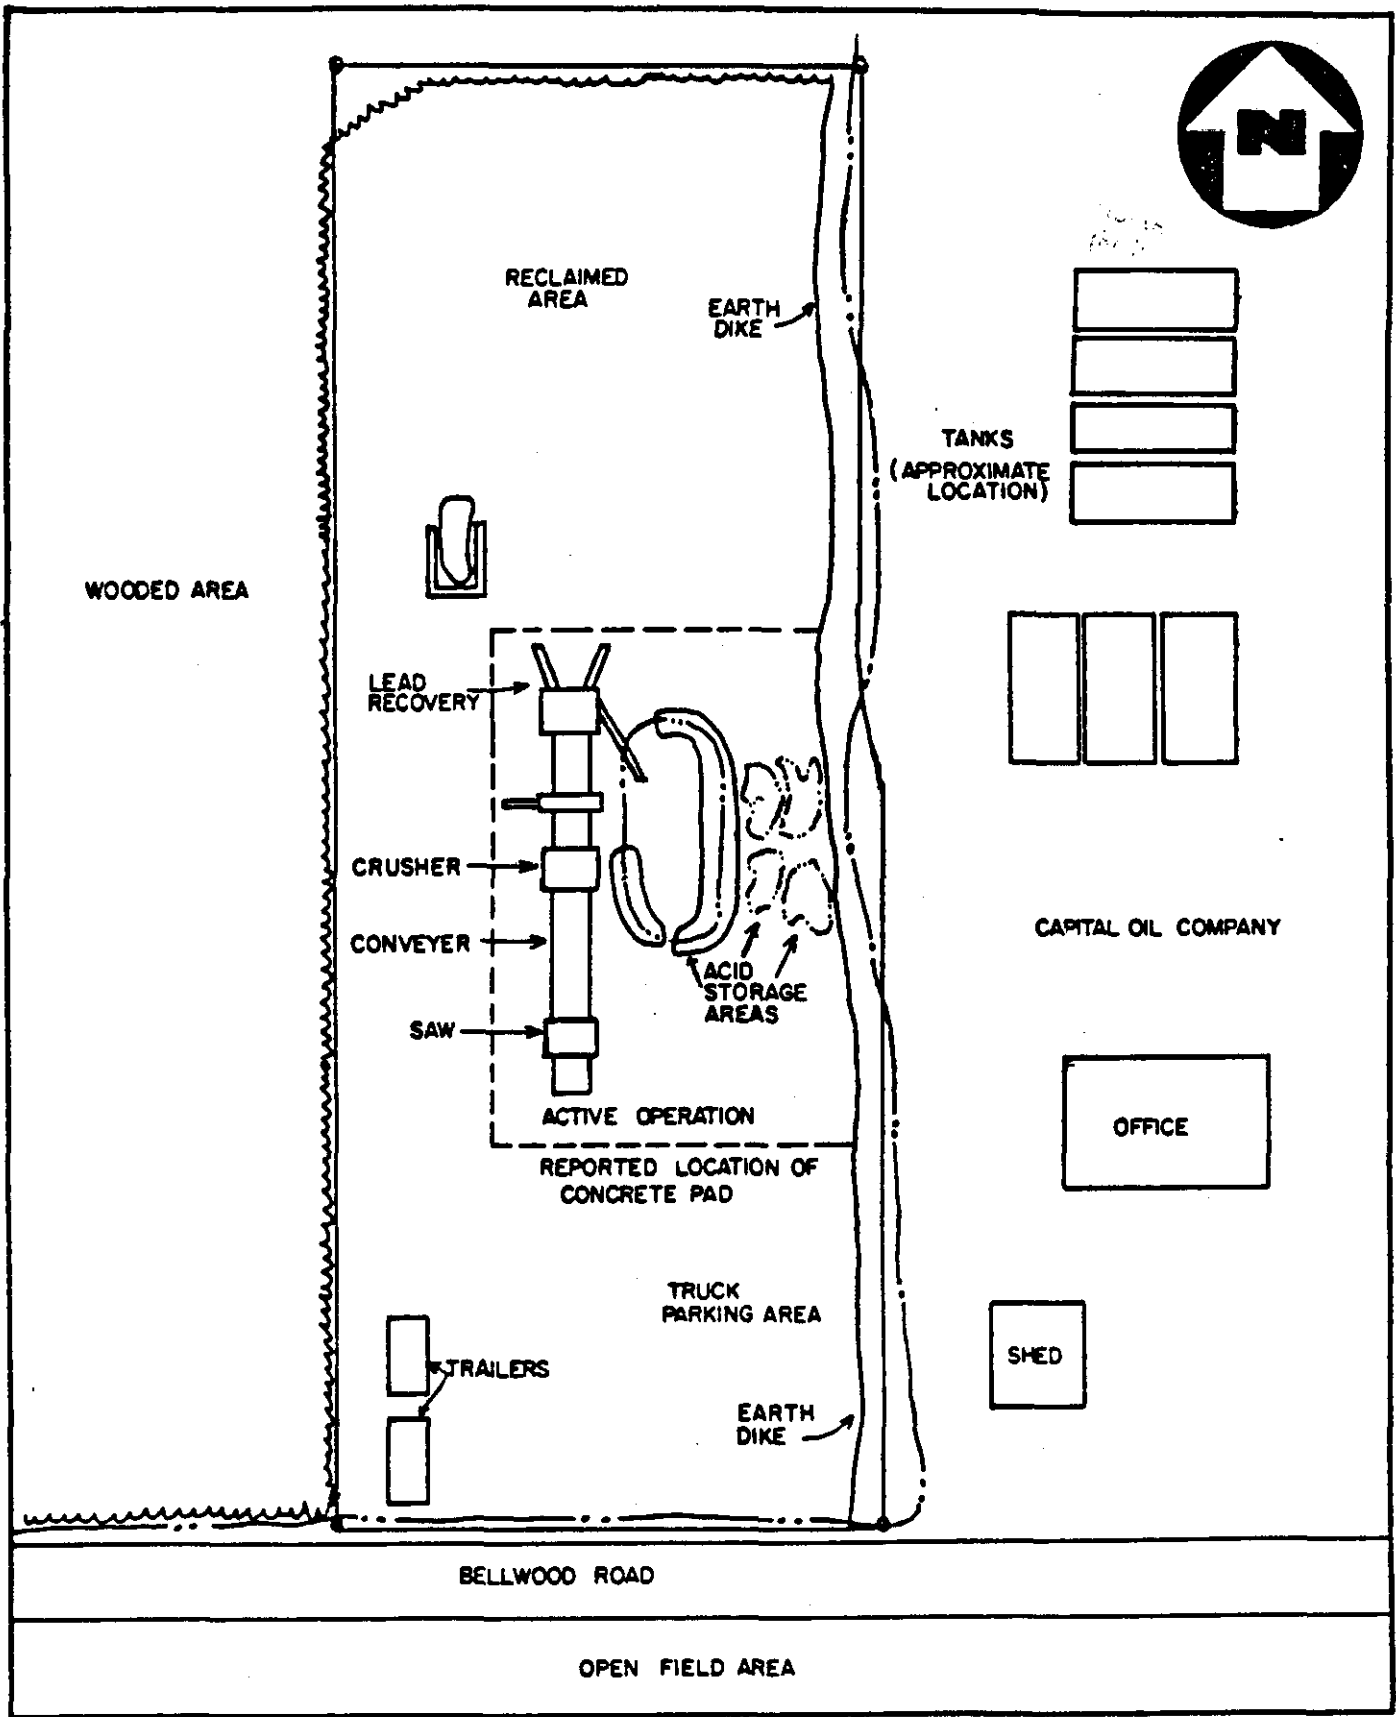 N
RECLAIMED
AREA
EARTH
DIKE
TANKS
(APPROXIMATE
LOCATION)
WOODED AREA
LEAD
RECOVERY
CRUSHER
CONVEYER
SAW
ACID
STORAGE
AREAS
CAPITAL OIL COMPANY
ACTIVE OPERATION
OFFICE
REPORTED LOCATION OF
CONCRETE PAD
TRUCK
PARKING AREA
TRAILERS
SHED
EARTH
DIKE
BELLWOOD ROAD
OPEN FIELD AREA